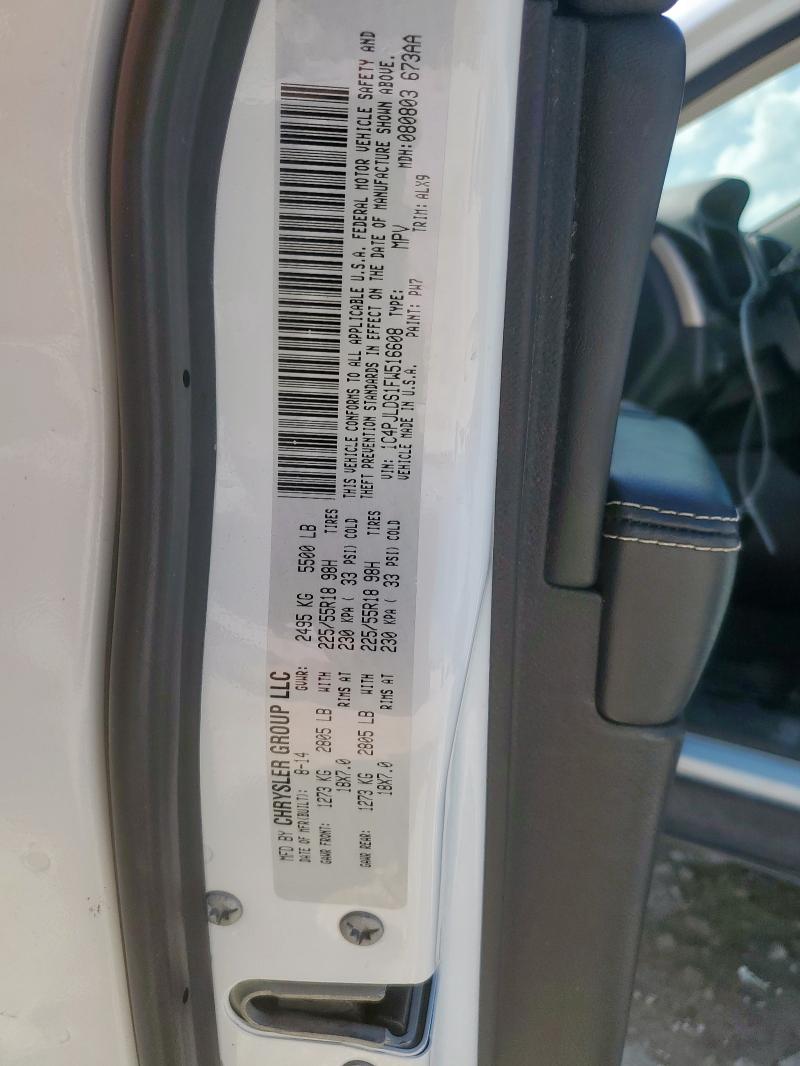 MFD BY CHRYSLER GROUP LLC
DATE OF MFR(BUILT): 8-14 GVWR: 2495 KG 5500 LB
GAWR FRONT: 1273 KG 2805 LB WITH 225/55R18 98H TIRES
18X7.0 RIMS AT 230 KPA ( 33 PSI) COLD
GAWR REAR: 1273 KG 2805 LB WITH 225/55R18 98H TIRES
18X7.0 RIMS AT 230 KPA ( 33 PSI) COLD
THIS VEHICLE CONFORMS TO ALL APPLICABLE U.S.A. FEDERAL MOTOR VEHICLE SAFETY AND
THEFT PREVENTION STANDARDS IN EFFECT ON THE DATE OF MANUFACTURE SHOWN ABOVE.
VIN: 1C4PJLDS1FW516608 TYPE: MPV MDH:080803 673AA
VEHICLE MADE IN U.S.A. PAINT: PW7 TRIM: ALX9